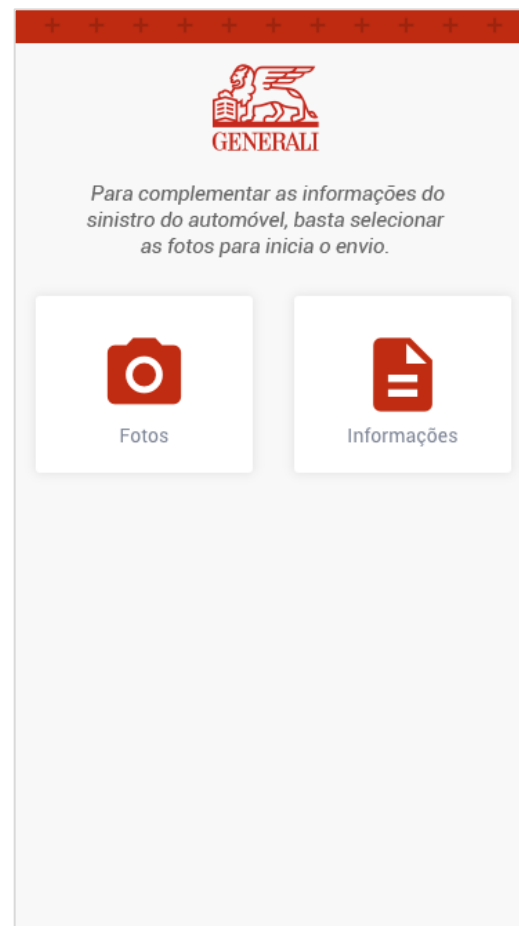 GENERALI
Para complementar as informações do
sinistro do automóvel, basta selecionar
as fotos para inicia o envio.
Fotos
Informações